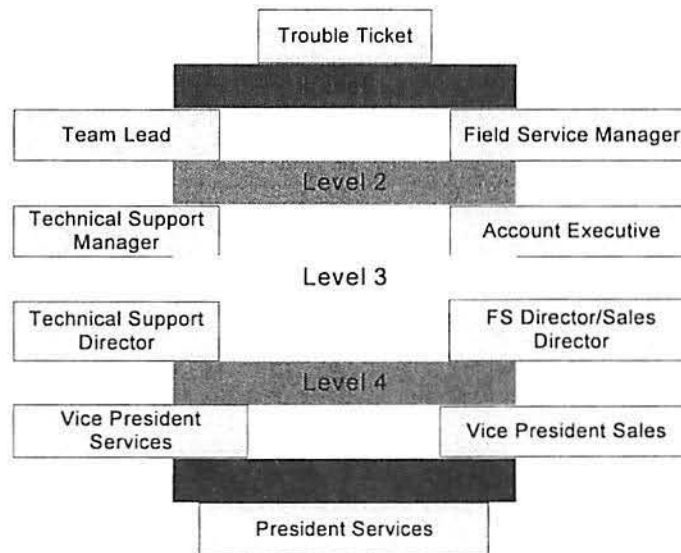 Trouble Ticket
Team Lead
Field Service Manager
Level 2
Technical Support
Manager
Account Executive
Level 3
Technical Support
Director
FS Director/Sales
Director
Level 4
Vice President
Services
Vice President Sales
President Services